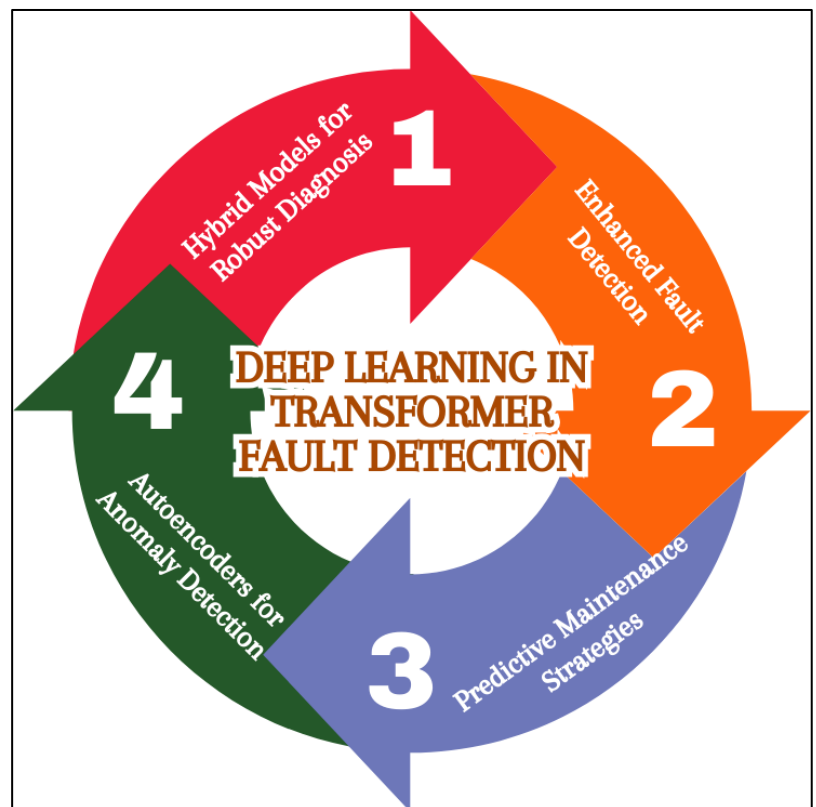 1
Hybrid Models for
Robust Diagnosis
Enhanced Fault
Detection
2
DEEP LEARNING IN
TRANSFORMER
FAULT DETECTION
3
Predictive Maintenance
Strategies
4
Autoencoders for
Anomaly Detection